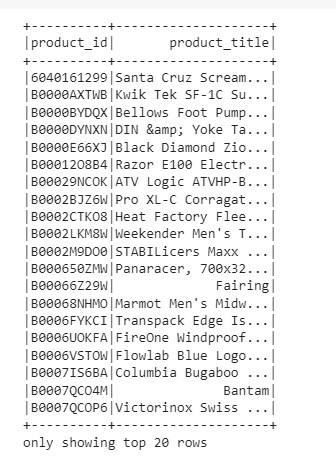 +----------+--------------------+
|product_id|       product_title|
+----------+--------------------+
|6040161299|Santa Cruz Scream...|
|B0000AXTWB|Kwik Tek SF-1C Su...|
|B0000BYDQX|Bellows Foot Pump...|
|B0000DYNXN|DIN &amp; Yoke Ta...|
|B0000E66XJ|Black Diamond Zio...|
|B0001208B4|Razor E100 Electr...|
|B00029NCOK|ATV Logic ATVHP-B...|
|B0002BJZ6W|Pro XL-C Corragat...|
|B0002CTKO8|Heat Factory Flee...|
|B0002LKM8W|Weekender Men's T...|
|B0002M9DO0|STABILicers Maxx ...|
|B000650ZMW|Panaracer, 700x32...|
|B00066Z29W|             Fairing|
|B00068NHMO|Marmot Men's Midw...|
|B0006FYKCI|Transpack Edge Is...|
|B0006UOKFA|FireOne Windproof...|
|B0006VSTOW|Flowlab Blue Logo...|
|B0007IS6BA|Columbia Bugaboo ...|
|B0007QCO4M|              Bantam|
|B0007QCOP6|Victorinox Swiss ...|
+----------+--------------------+
only showing top 20 rows